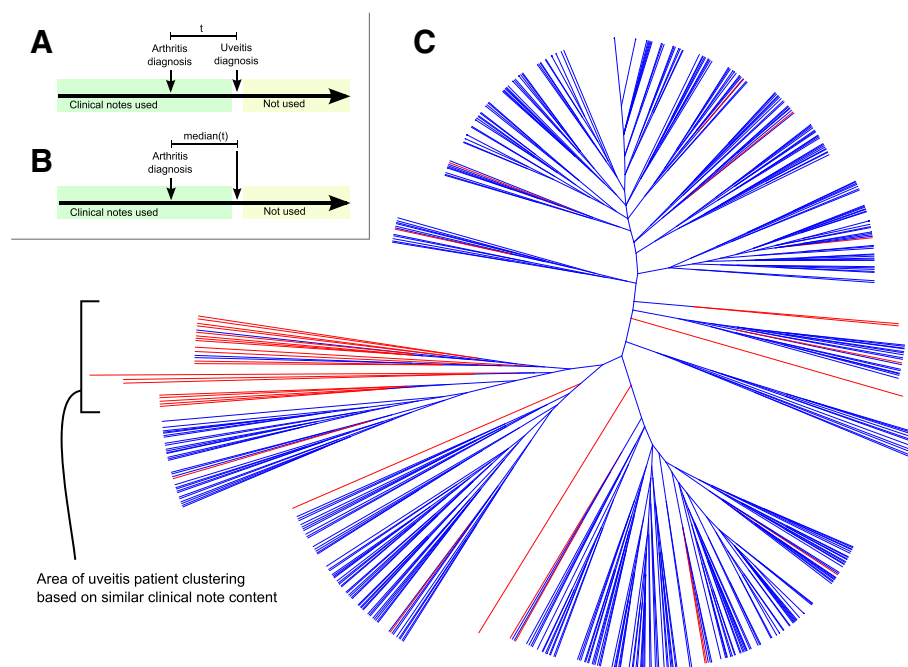 A
t
Arthritis
diagnosis
Uveitis
diagnosis
Clinical notes used
Not used
B
median(t)
Arthritis
diagnosis
Clinical notes used
Not used
C
Area of uveitis patient clustering
based on similar clinical note content